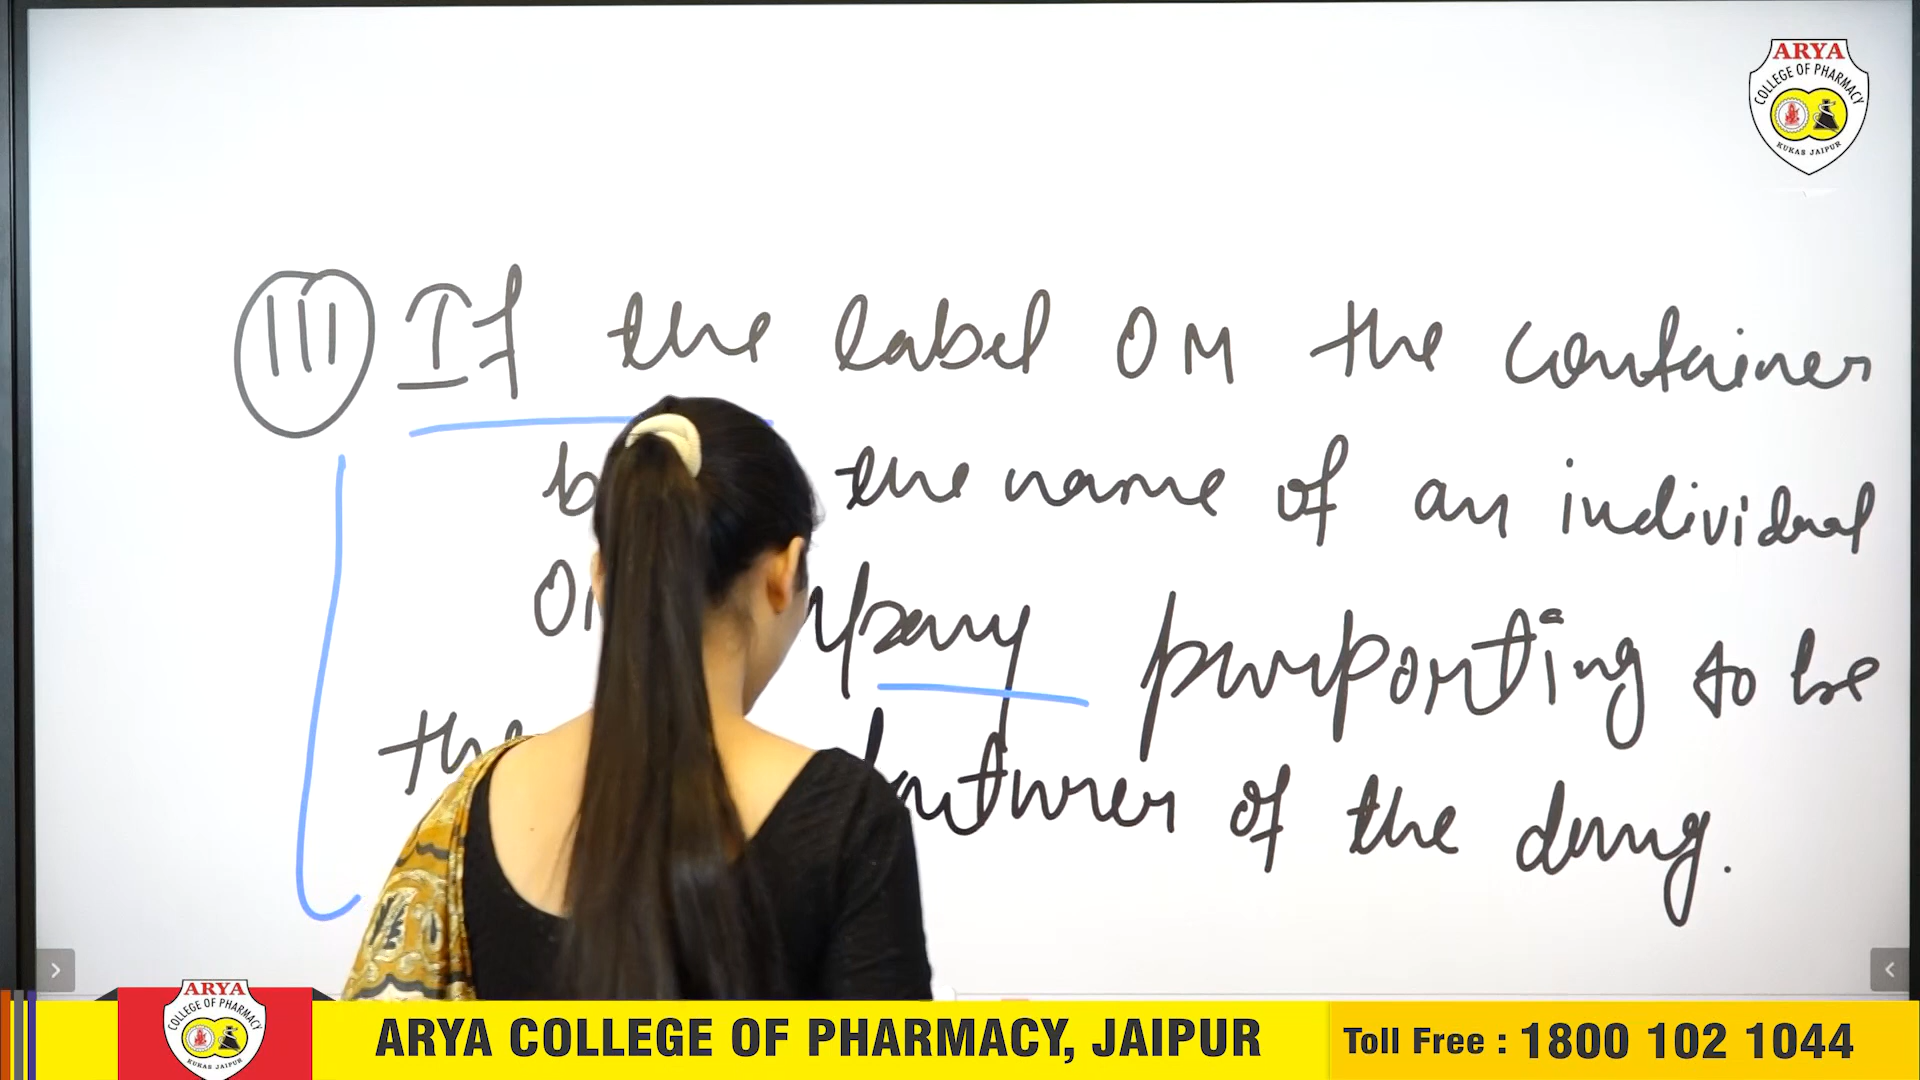 ARYA
COLLEGE OF PHARMACY
KUKAS JAIPUR
III If the label on the container
the name of an individual
purporting to be
of the drug.
ARYA
COLLEGE OF PHARMACY
KUKAS JAIPUR
ARYA COLLEGE OF PHARMACY, JAIPUR
Toll Free : 1800 102 1044